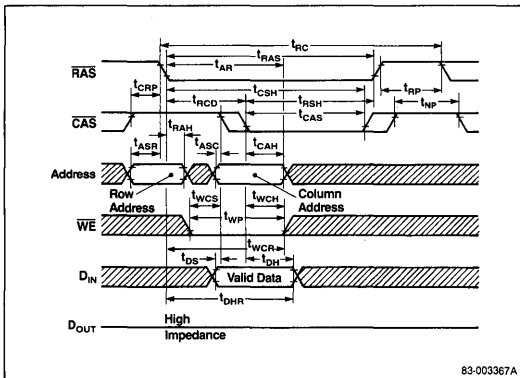 tRC
tRAS
tAR
RAS
tCRP
tCSH
tRP
tRCD
tRSH
tNP
CAS
tRAH
tASC
tCAS
tASR
tCAH
Address
Row Address
Column Address
tWCS
tWCH
tWP
WE
tWCR
tDS
tDH
DIN
Valid Data
tDHR
DOUT
High Impedance
83-003367A